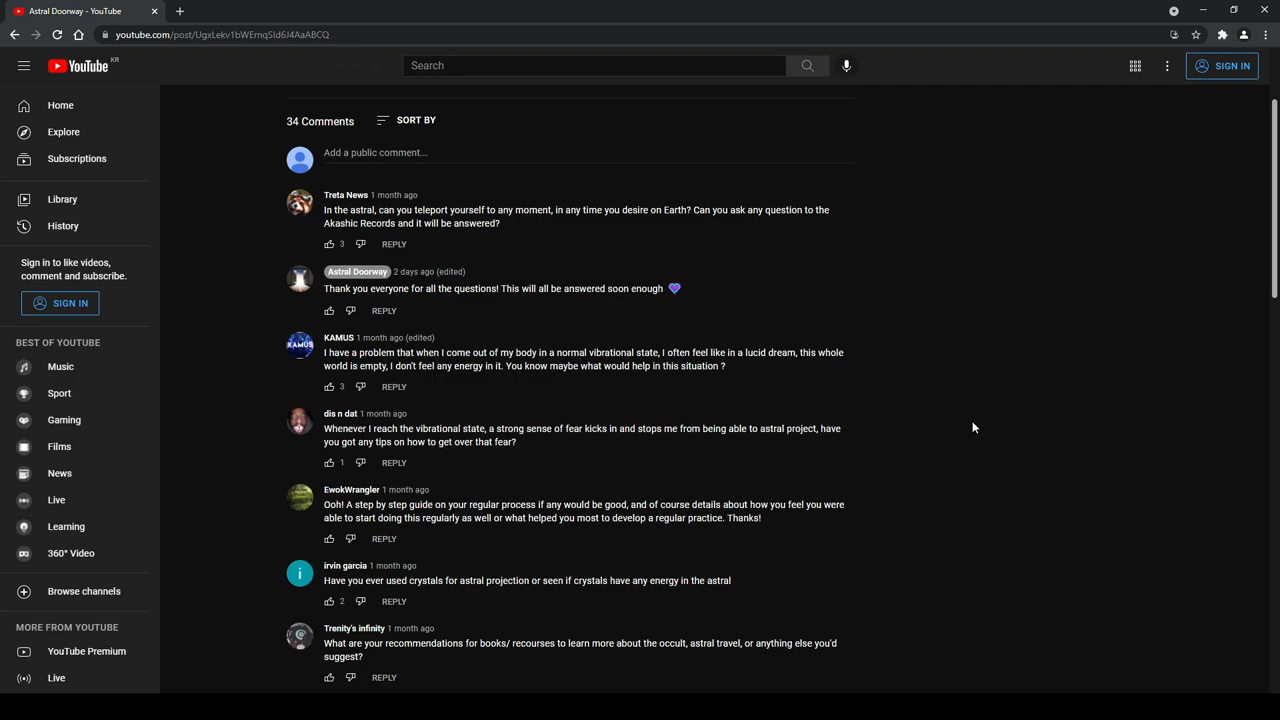 Astral Doorway - YouTube
youtube.com/post/UgxLekv1bWEmqSld6J4AaABCQ
YouTube KR
Search
SIGN IN
Home
Explore
Subscriptions
Library
History
Sign in to like videos,
comment and subscribe.
SIGN IN
BEST OF YOUTUBE
Music
Sport
Gaming
Films
News
Live
Learning
360° Video
Browse channels
MORE FROM YOUTUBE
YouTube Premium
Live
34 Comments SORT BY
Add a public comment...
Treta News 1 month ago
In the astral, can you teleport yourself to any moment, in any time you desire on Earth? Can you ask any question to the
Akashic Records and it will be answered?
3 REPLY
Astral Doorway 2 days ago (edited)
Thank you everyone for all the questions! This will all be answered soon enough 💜
REPLY
KAMUS
KAMUS 1 month ago (edited)
I have a problem that when I come out of my body in a normal vibrational state, I often feel like in a lucid dream, this whole
world is empty, I don't feel any energy in it. You know maybe what would help in this situation ?
3 REPLY
dis n dat 1 month ago
Whenever I reach the vibrational state, a strong sense of fear kicks in and stops me from being able to astral project, have
you got any tips on how to get over that fear?
1 REPLY
EwokWrangler 1 month ago
Ooh! A step by step guide on your regular process if any would be good, and of course details about how you feel you were
able to start doing this regularly as well or what helped you most to develop a regular practice. Thanks!
REPLY
i
irvin garcia 1 month ago
Have you ever used crystals for astral projection or seen if crystals have any energy in the astral
2 REPLY
Trenity's infinity 1 month ago
What are your recommendations for books/ recourses to learn more about the occult, astral travel, or anything else you'd
suggest?
REPLY